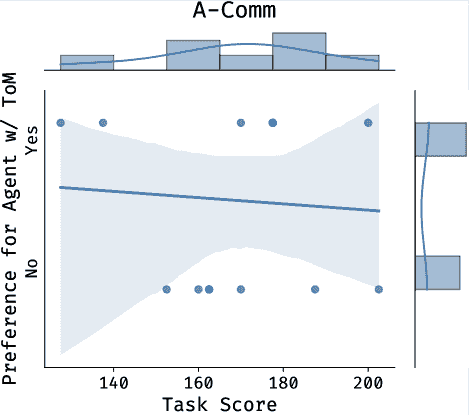 A-Comm
Preference for Agent w/ ToM
Yes
No
140 160 180 200
Task Score